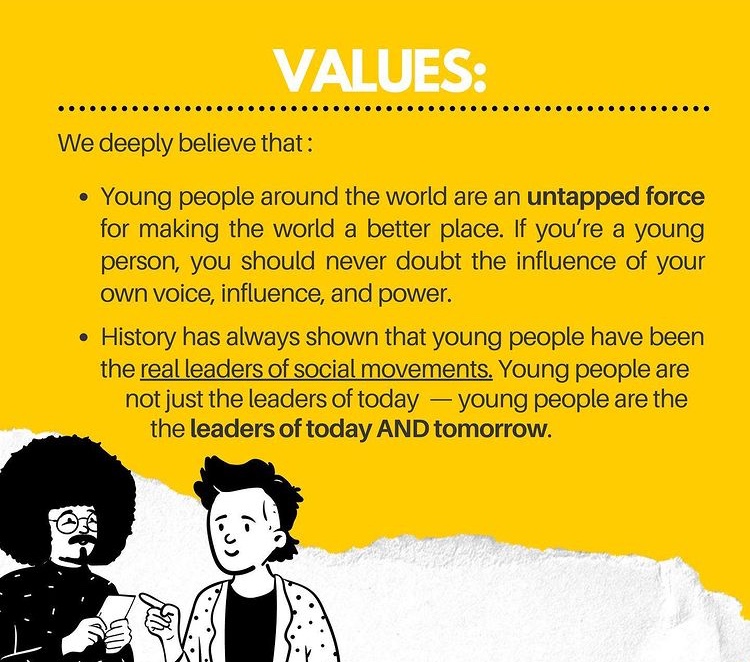 VALUES:
We deeply believe that :
• Young people around the world are an untapped force
for making the world a better place. If you’re a young
person, you should never doubt the influence of your
own voice, influence, and power.
• History has always shown that young people have been
the real leaders of social movements. Young people are
not just the leaders of today — young people are the
the leaders of today AND tomorrow.